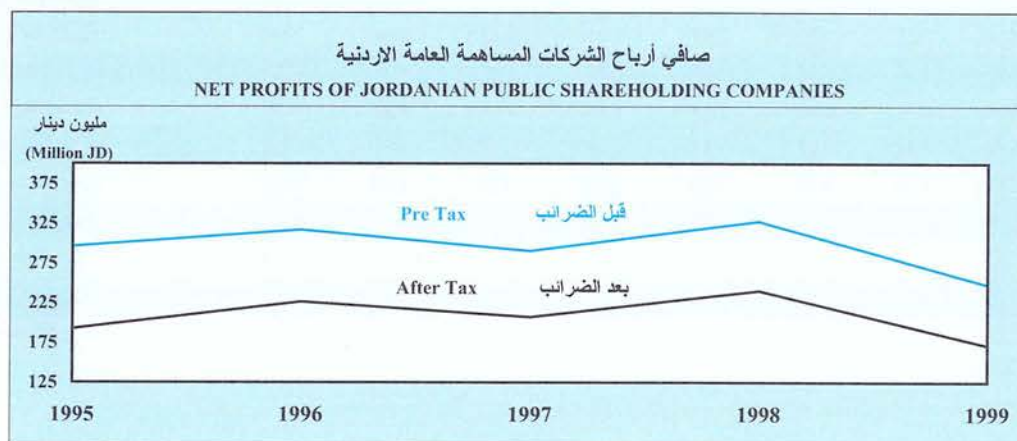 صافي أرباح الشركات المساهمة العامة الاردنية
NET PROFITS OF JORDANIAN PUBLIC SHAREHOLDING COMPANIES
مليون دينار
(Million JD)
375
325
275
225
175
125
Pre Tax قبل الضرائب
After Tax بعد الضرائب
1995 1996 1997 1998 1999